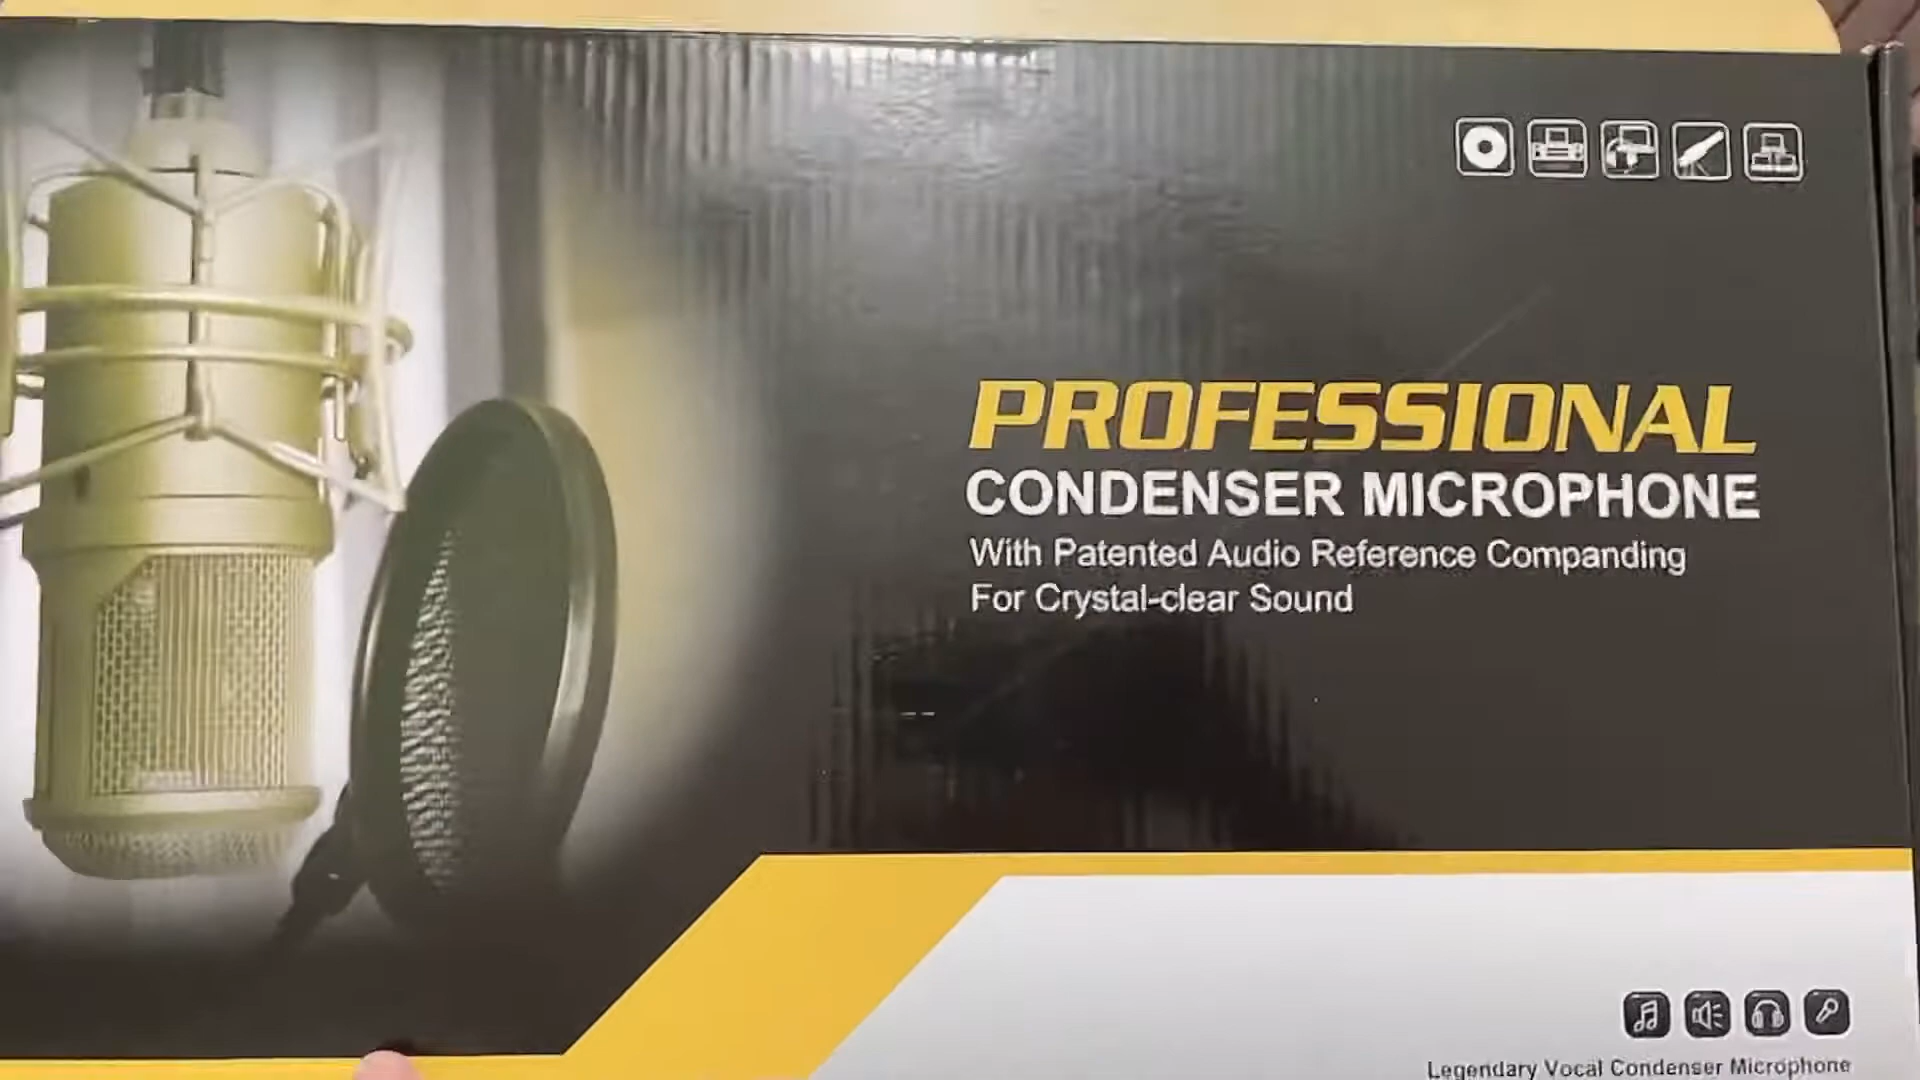 PROFESSIONAL
CONDENSER MICROPHONE
With Patented Audio Reference Companding
For Crystal-clear Sound
Legendary Vocal Condenser Microphone